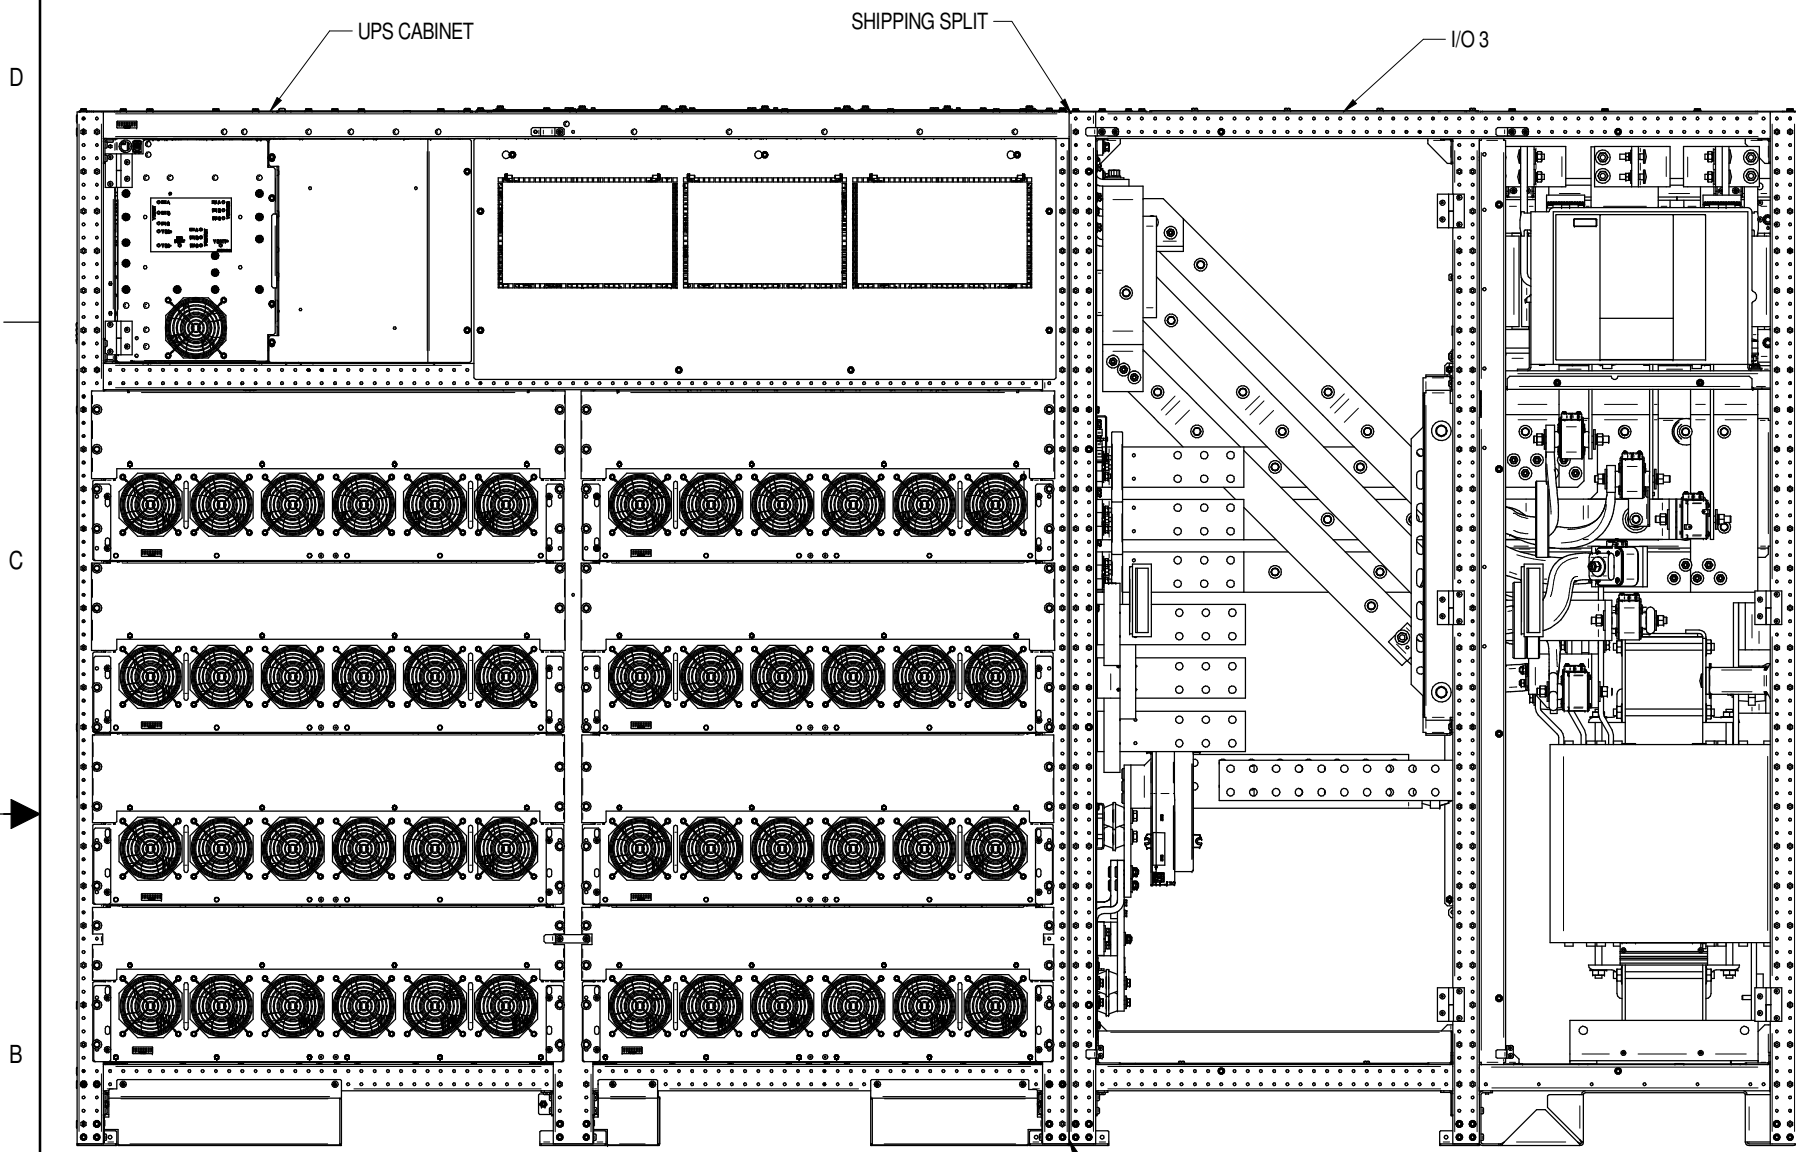 UPS CABINET
SHIPPING SPLIT
I/O 3
D
C
B